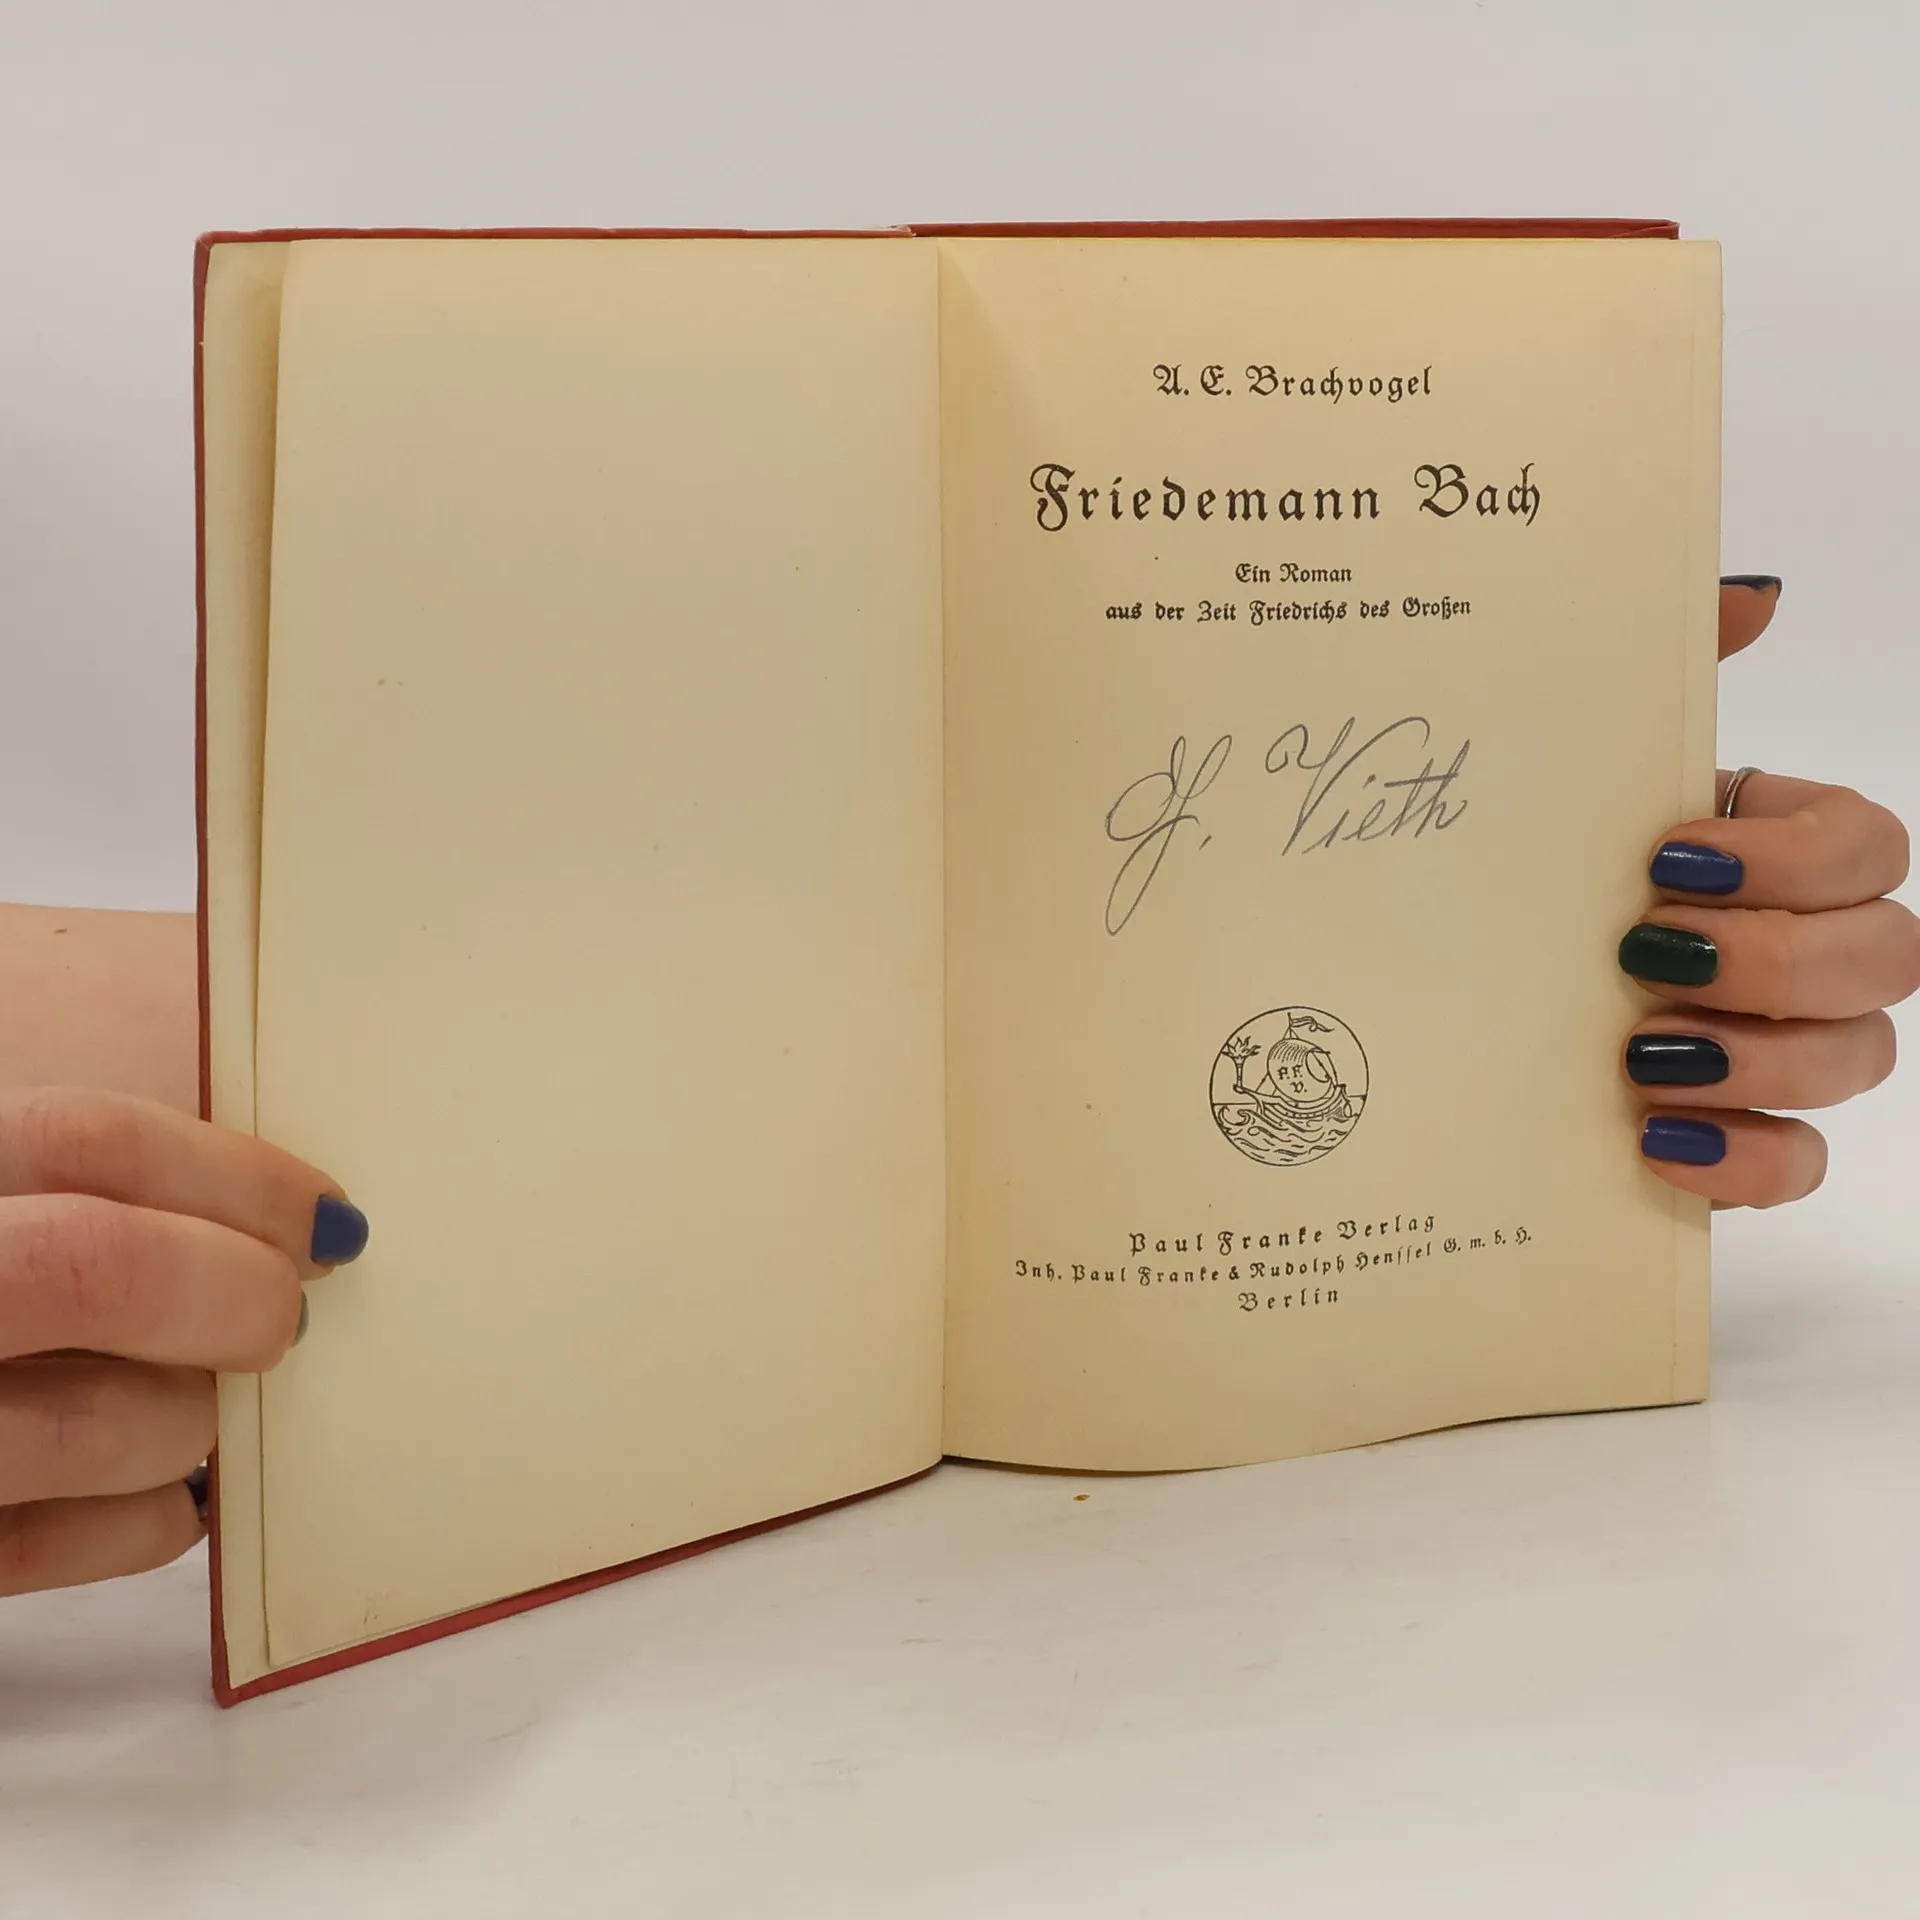 A. E. Brachvogel
Friedemann Bach
Ein Roman
aus der Zeit Friedrichs des Großen
Vieth
P. F.
V.
Paul Franke Verlag
Inh. Paul Franke & Rudolph Henssel G. m. b. H.
Berlin